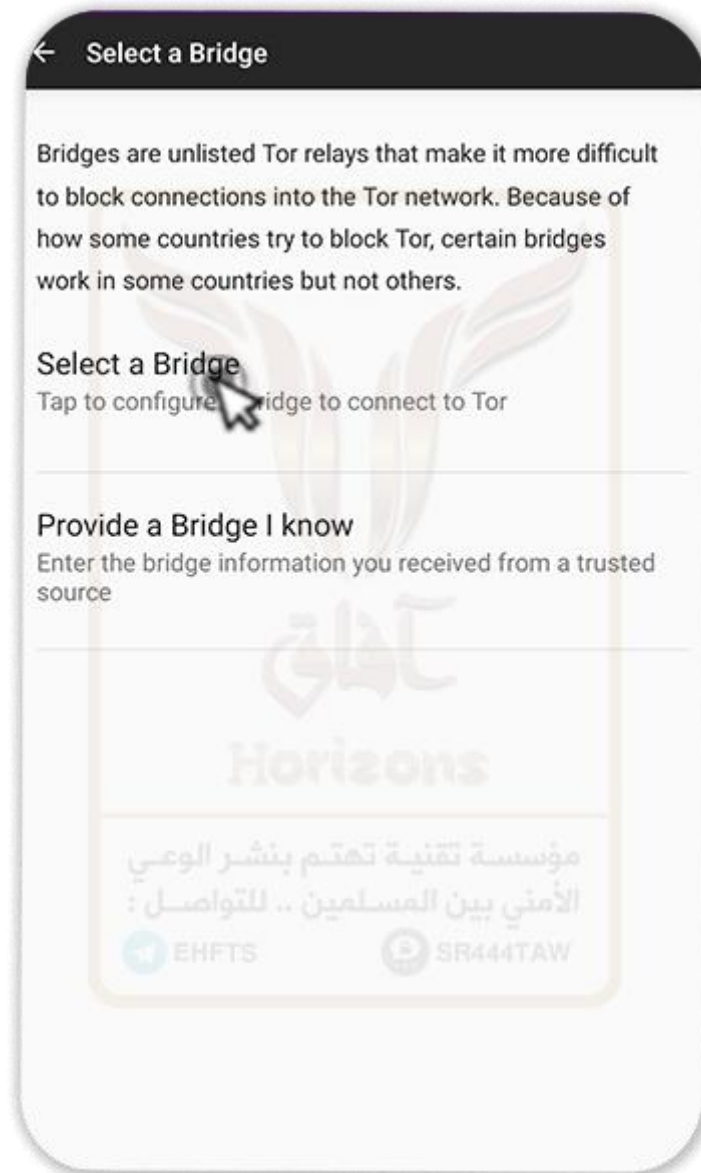 Select a Bridge
Bridges are unlisted Tor relays that make it more difficult
to block connections into the Tor network. Because of
how some countries try to block Tor, certain bridges
work in some countries but not others.
Select a Bridge
Tap to configure bridge to connect to Tor
Provide a Bridge I know
Enter the bridge information you received from a trusted
source
آفاق
Horizons
مؤسسة تقنية تهتم بنشر الوعي
الأمني بين المسلمين .. للتواصل :
EHFTS SR444TAW